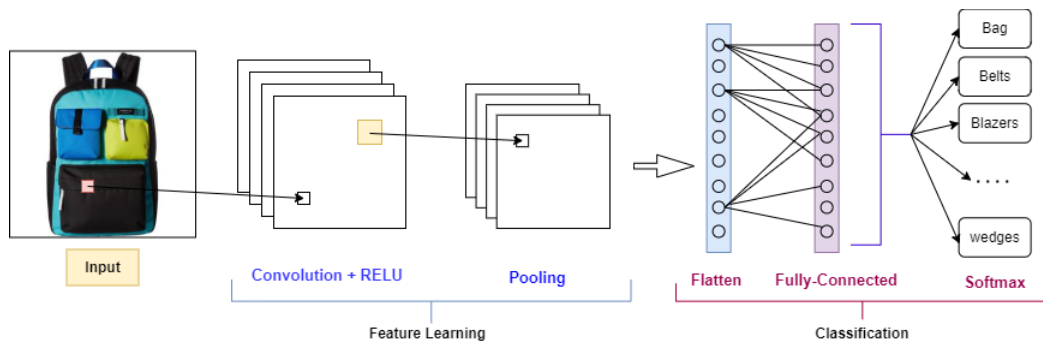 Input
Convolution + RELU
Pooling
Feature Learning
Flatten
Fully-Connected
Softmax
Classification
Bag
Belts
Blazers
....
wedges